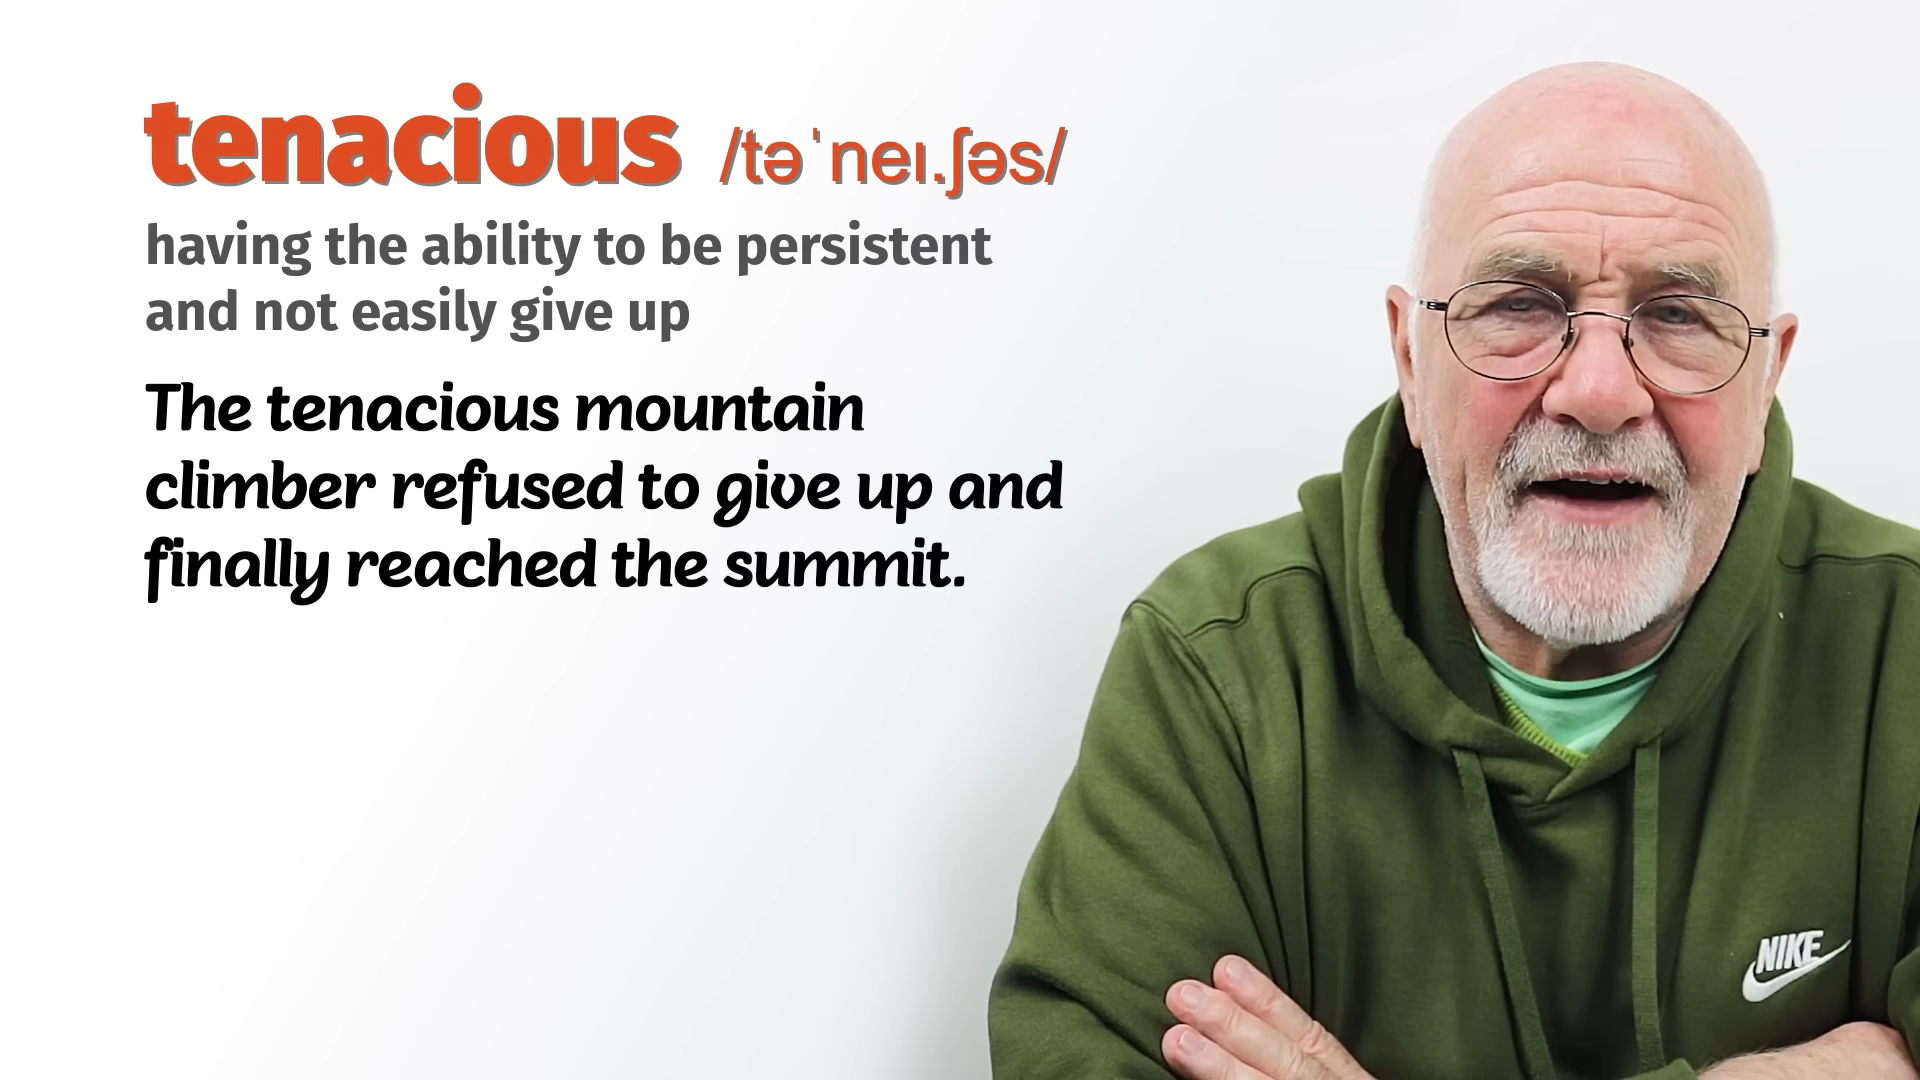 tenacious /təˈneɪ.ʃəs/
having the ability to be persistent
and not easily give up
The tenacious mountain
climber refused to give up and
finally reached the summit.
NIKE